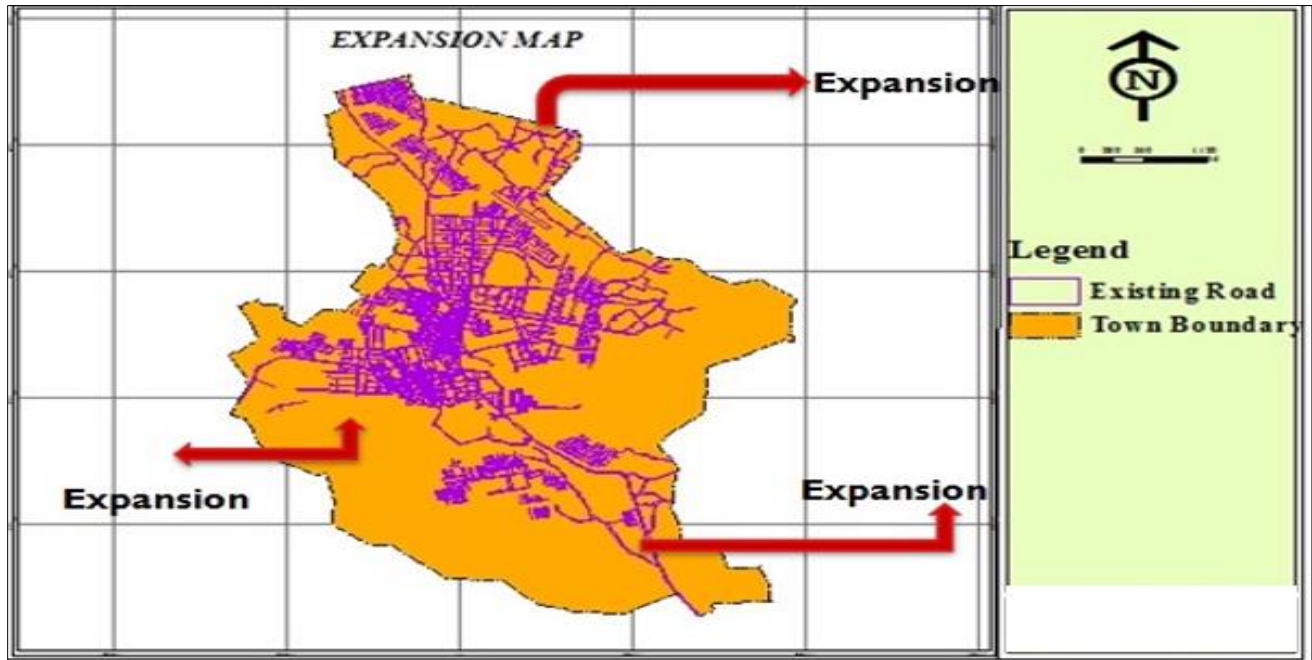 EXPANSION MAP
Expansion
N
Legend
Existing Road
Town Boundary
Expansion
Expansion